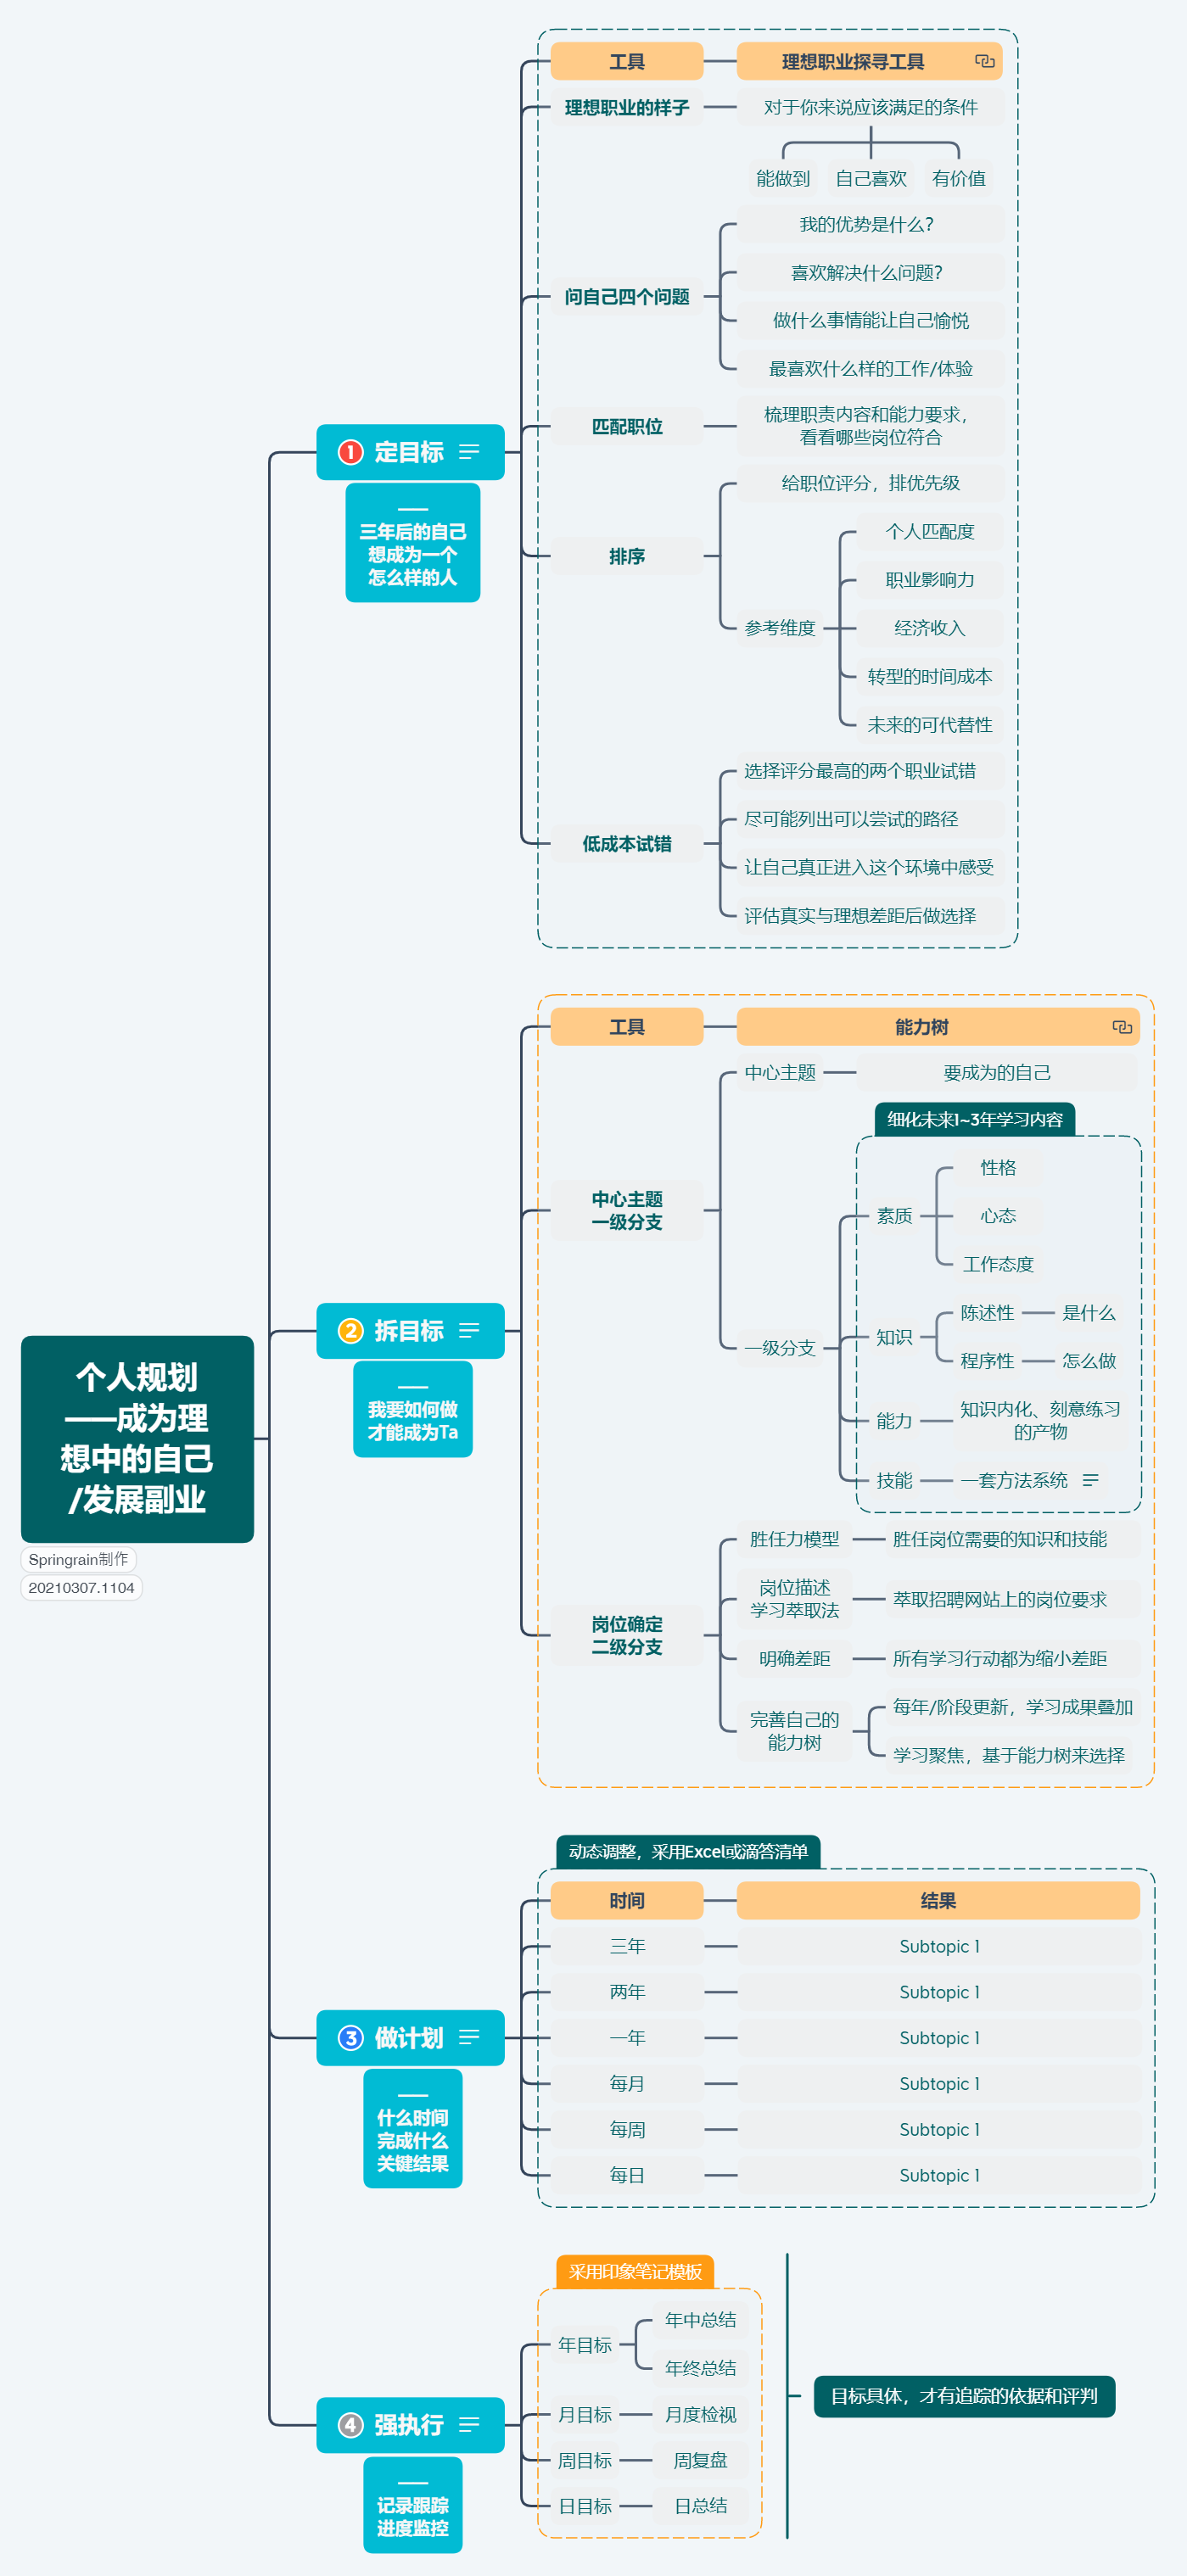 个人规划
——成为理
想中的自己
/发展副业
Springrain制作
20210307.1104
1 定目标
三年后的自己
想成为一个
怎么样的人
工具
理想职业探寻工具
理想职业的样子
对于你来说应该满足的条件
能做到
自己喜欢
有价值
问自己四个问题
我的优势是什么?
喜欢解决什么问题?
做什么事情能让自己愉悦
最喜欢什么样的工作/体验
匹配职位
梳理职责内容和能力要求，
看看哪些岗位符合
排序
给职位评分，排优先级
参考维度
个人匹配度
职业影响力
经济收入
转型的时间成本
未来的可代替性
低成本试错
选择评分最高的两个职业试错
尽可能列出可以尝试的路径
让自己真正进入这个环境中感受
评估真实与理想差距后做选择
2 拆目标
我要如何做
才能成为Ta
工具
能力树
中心主题
一级分支
中心主题
要成为的自己
一级分支
细化未来1~3年学习内容
素质
性格
心态
工作态度
知识
陈述性
是什么
程序性
怎么做
能力
知识内化、刻意练习
的产物
技能
一套方法系统
岗位确定
二级分支
胜任力模型
胜任岗位需要的知识和技能
岗位描述
学习萃取法
萃取招聘网站上的岗位要求
明确差距
所有学习行动都为缩小差距
完善自己的
能力树
每年/阶段更新，学习成果叠加
学习聚焦，基于能力树来选择
3 做计划
什么时间
完成什么
关键结果
动态调整，采用Excel或滴答清单
时间
结果
三年
Subtopic 1
两年
Subtopic 1
一年
Subtopic 1
每月
Subtopic 1
每周
Subtopic 1
每日
Subtopic 1
4 强执行
记录跟踪
进度监控
采用印象笔记模板
年目标
年中总结
年终总结
月目标
月度检视
周目标
周复盘
日目标
日总结
目标具体，才有追踪的依据和评判